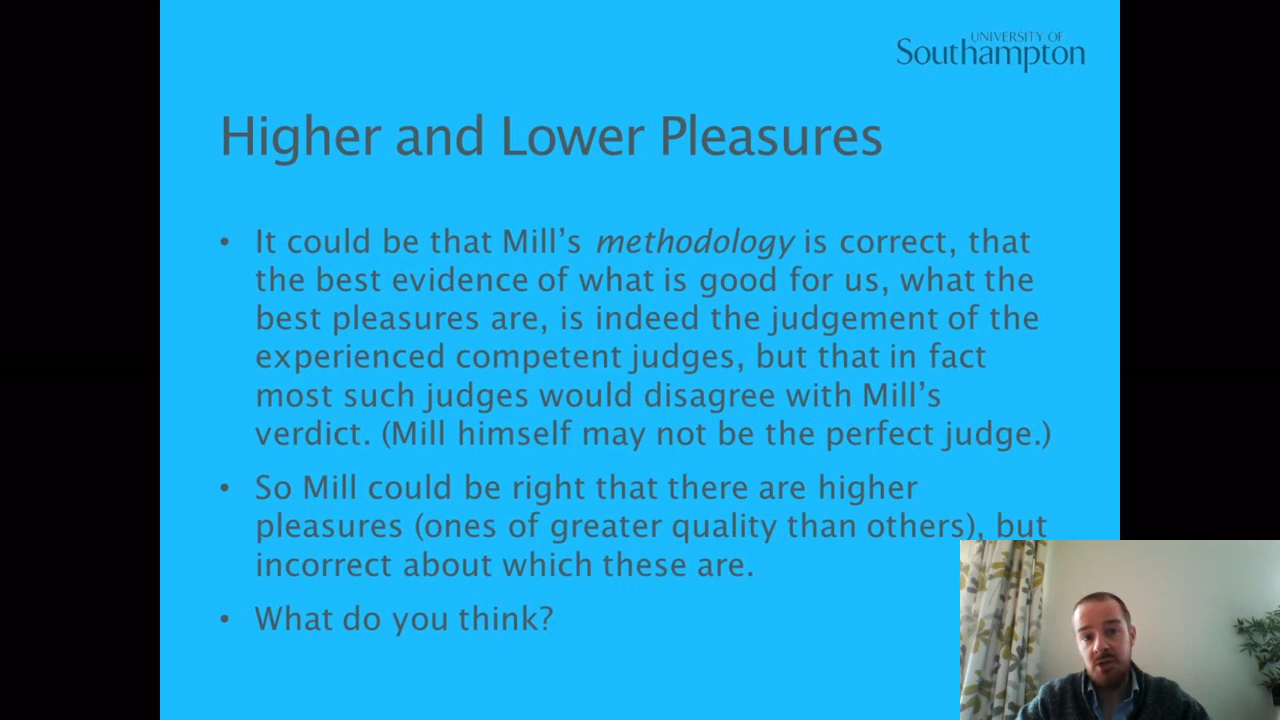 UNIVERSITY OF
Southampton
Higher and Lower Pleasures
• It could be that Mill’s methodology is correct, that
the best evidence of what is good for us, what the
best pleasures are, is indeed the judgement of the
experienced competent judges, but that in fact
most such judges would disagree with Mill’s
verdict. (Mill himself may not be the perfect judge.)
• So Mill could be right that there are higher
pleasures (ones of greater quality than others), but
incorrect about which these are.
• What do you think?